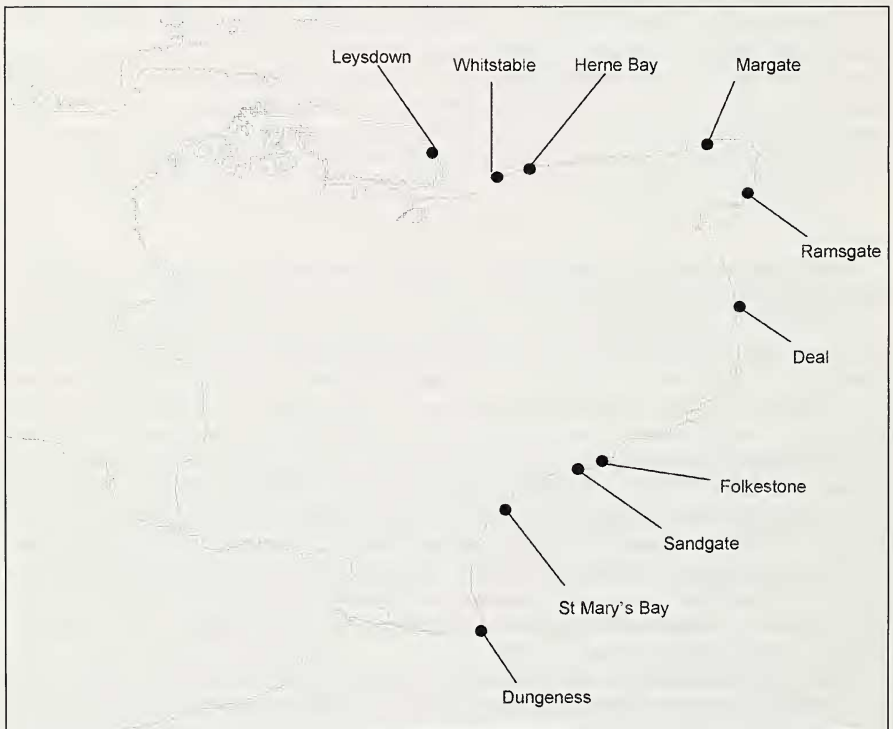 Leysdown
Whitstable
Herne Bay
Margate
Ramsgate
Deal
Folkestone
Sandgate
St Mary's Bay
Dungeness